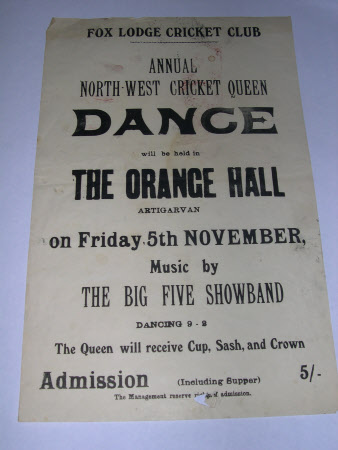 FOX LODGE CRICKET CLUB
ANNUAL
NORTH-WEST CRICKET QUEEN
DANCE
will be held in
THE ORANGE HALL
ARTIGARVAN
on Friday, 5th NOVEMBER,
Music by
THE BIG FIVE SHOWBAND
DANCING 9 - 2
The Queen will receive Cup, Sash, and Crown
Admission (Including Supper) 5/-
The Management reserve right of admission.